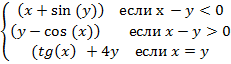 (x + sin (y)) если x − y < 0
(y − cos (x)) если x − y > 0
(tg(x) + 4y если x = y